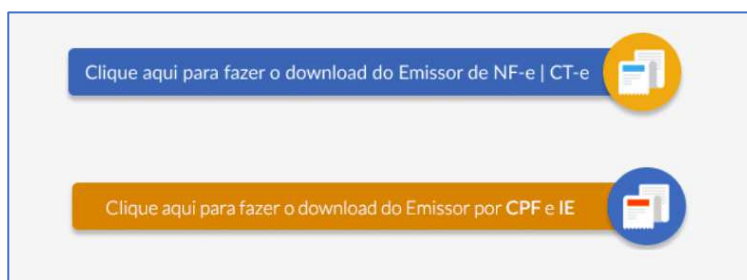 Clique aqui para fazer o download do Emissor de NF-e | CT-e
Clique aqui para fazer o download do Emissor por CPF e IE